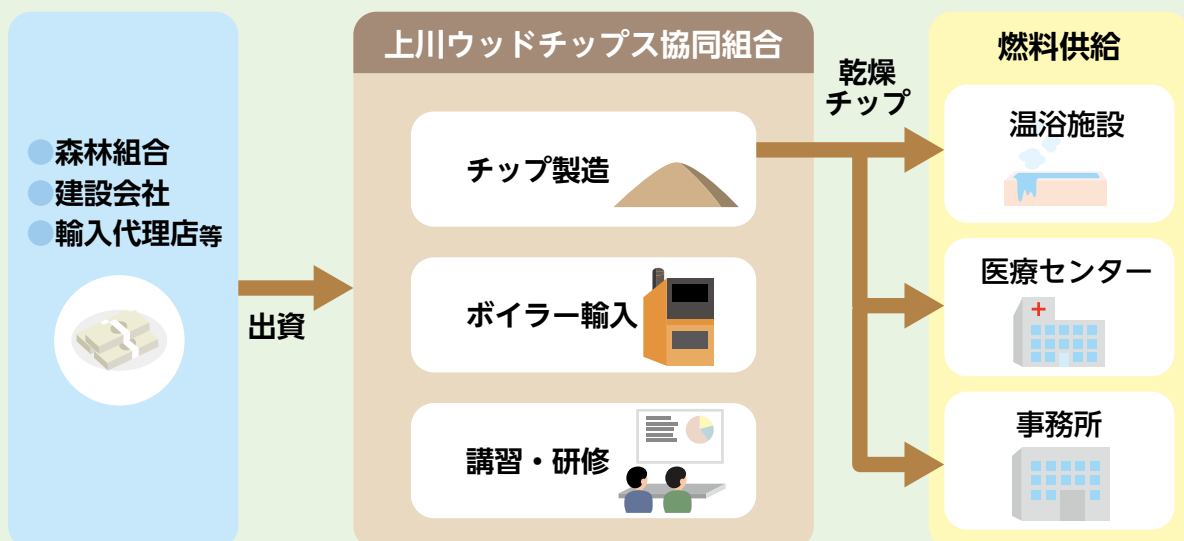 ●森林組合
●建設会社
●輸入代理店等
出資
上川ウッドチップス協同組合
チップ製造
ボイラー輸入
講習・研修
乾燥
チップ
燃料供給
温浴施設
医療センター
事務所